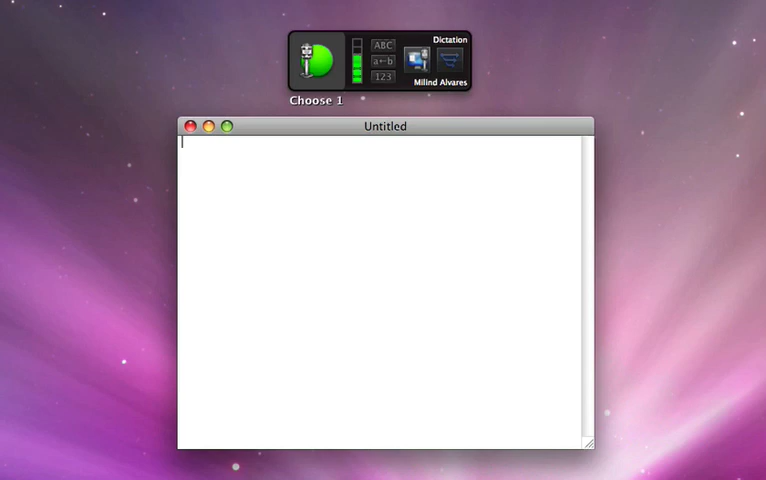 Dictation
ABC
a←b
123
Milind Alvares
Choose 1
Untitled